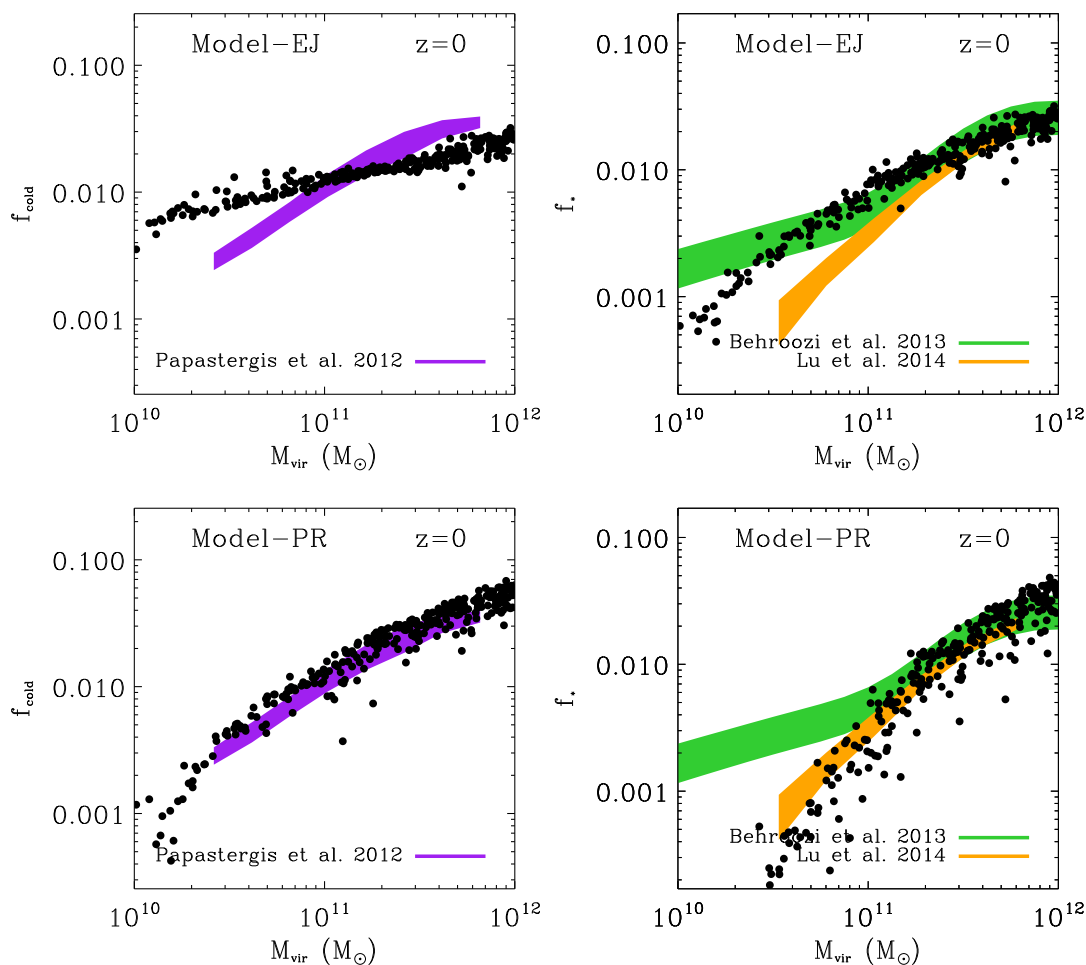 Model-EJ z=0
0.100
0.010
0.001
f_cold
Papastergis et al. 2012
10^10 10^11 10^12
M_vir (M_⊙)
Model-EJ z=0
0.100
0.010
0.001
f_*
Behroozi et al. 2013
Lu et al. 2014
10^10 10^11 10^12
M_vir (M_⊙)
Model-PR z=0
0.100
0.010
0.001
f_cold
Papastergis et al. 2012
10^10 10^11 10^12
M_vir (M_⊙)
Model-PR z=0
0.100
0.010
0.001
f_*
Behroozi et al. 2013
Lu et al. 2014
10^10 10^11 10^12
M_vir (M_⊙)